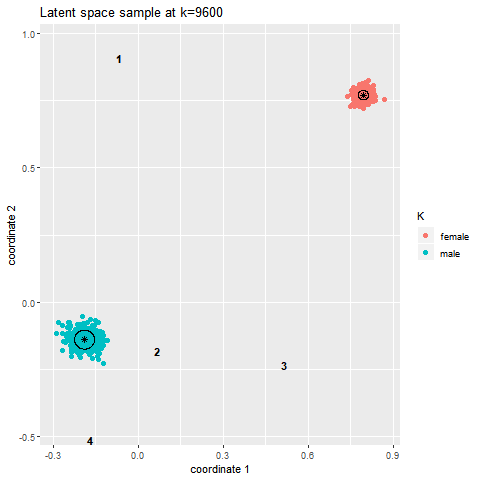 Latent space sample at k=9600
1.0
0.5
0.0
-0.5
coordinate 2
1
2
3
4
-0.3
0.0
0.3
0.6
0.9
coordinate 1
K
female
male